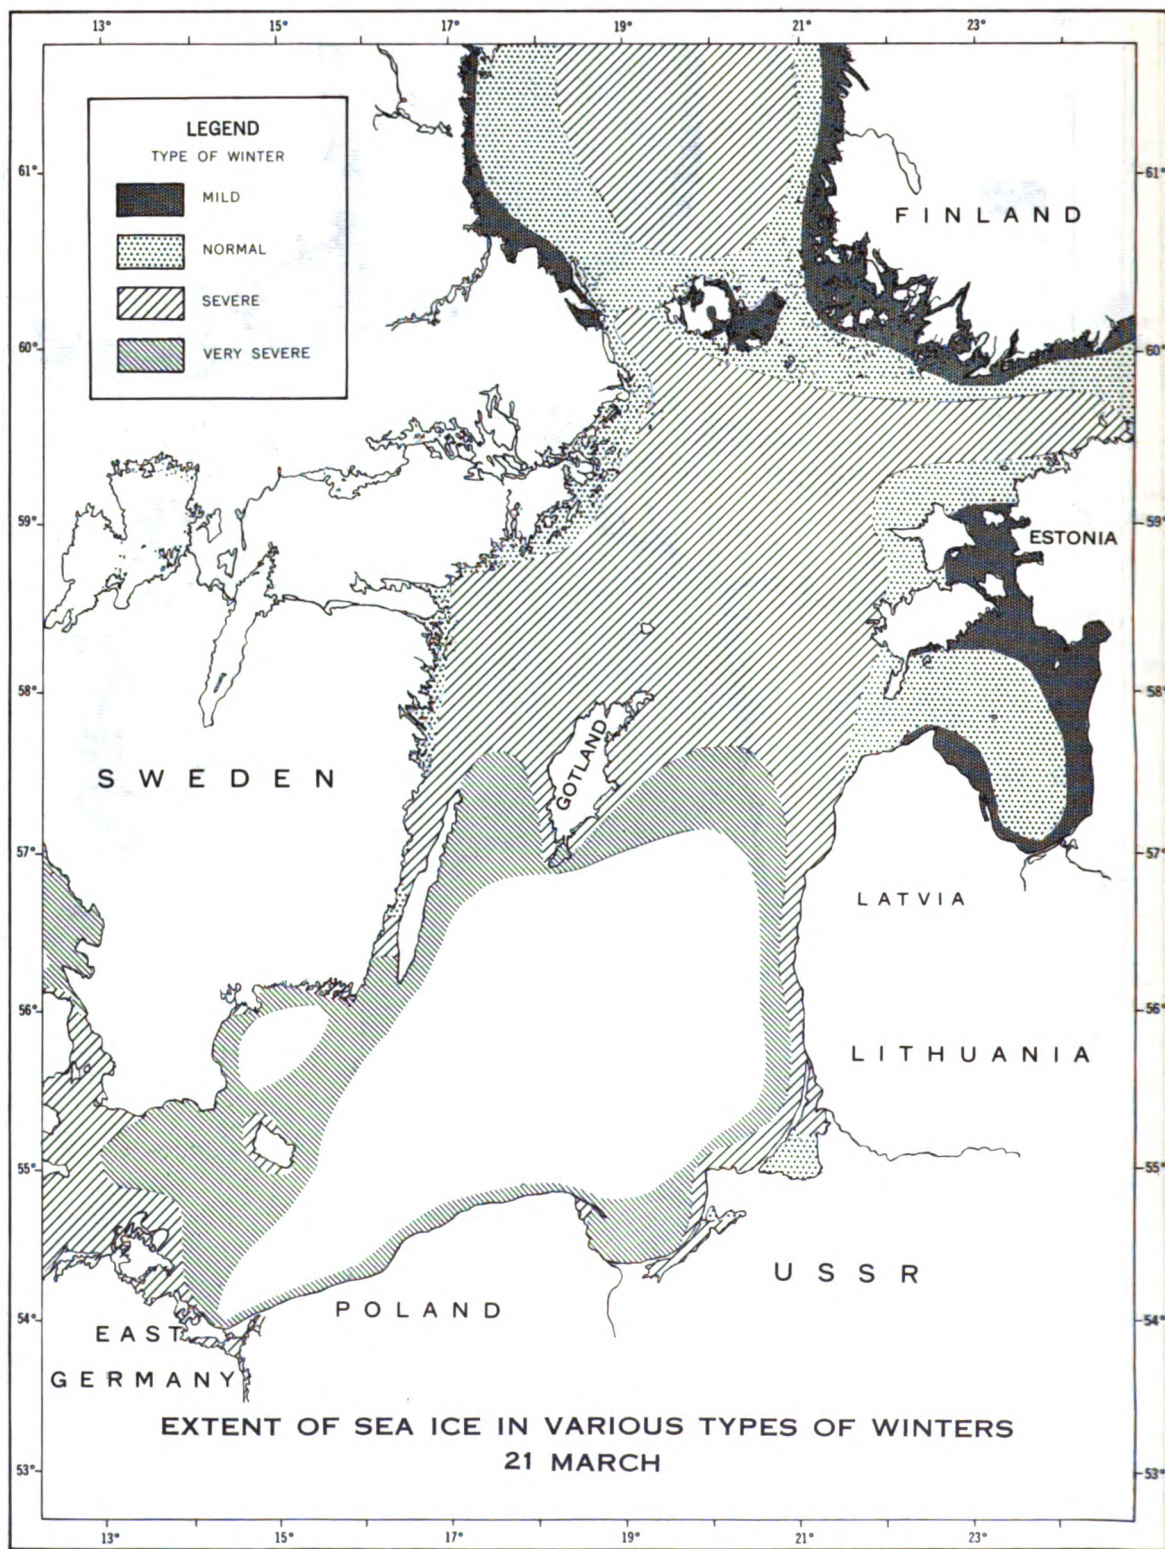 13° 15° 17° 19° 21° 23°
LEGEND
TYPE OF WINTER
MILD
NORMAL
SEVERE
VERY SEVERE
61° 61°
FINLAND
60° 60°
59° 59°
ESTONIA
58° 58°
SWEDEN
GOTLAND
57° 57°
LATVIA
56° 56°
LITHUANIA
55° 55°
USSR
POLAND
54° 54°
EAST
GERMANY
EXTENT OF SEA ICE IN VARIOUS TYPES OF WINTERS
21 MARCH
53° 53°
13° 15° 17° 19° 21° 23°